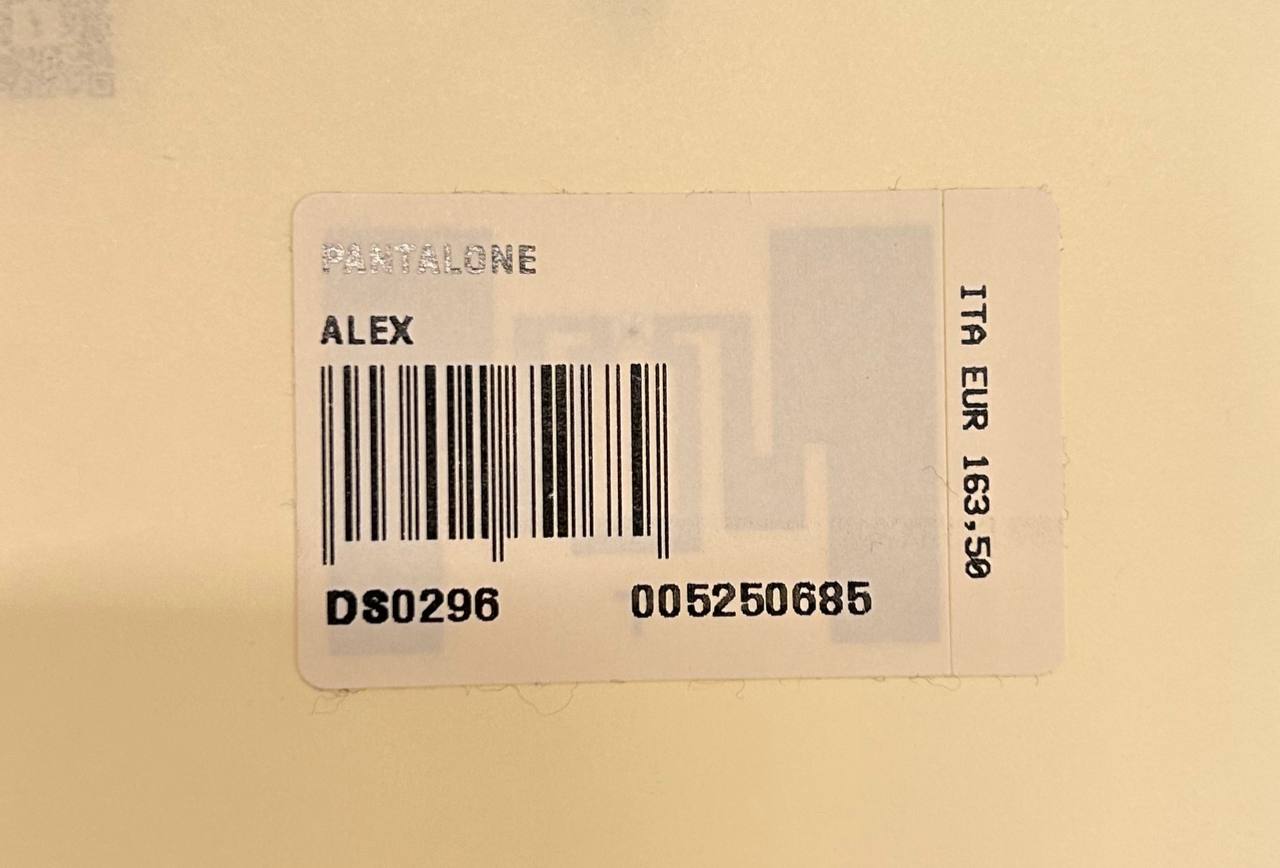 PANTALONE
ALEX
DS0296 005250685
ITA EUR 163,50